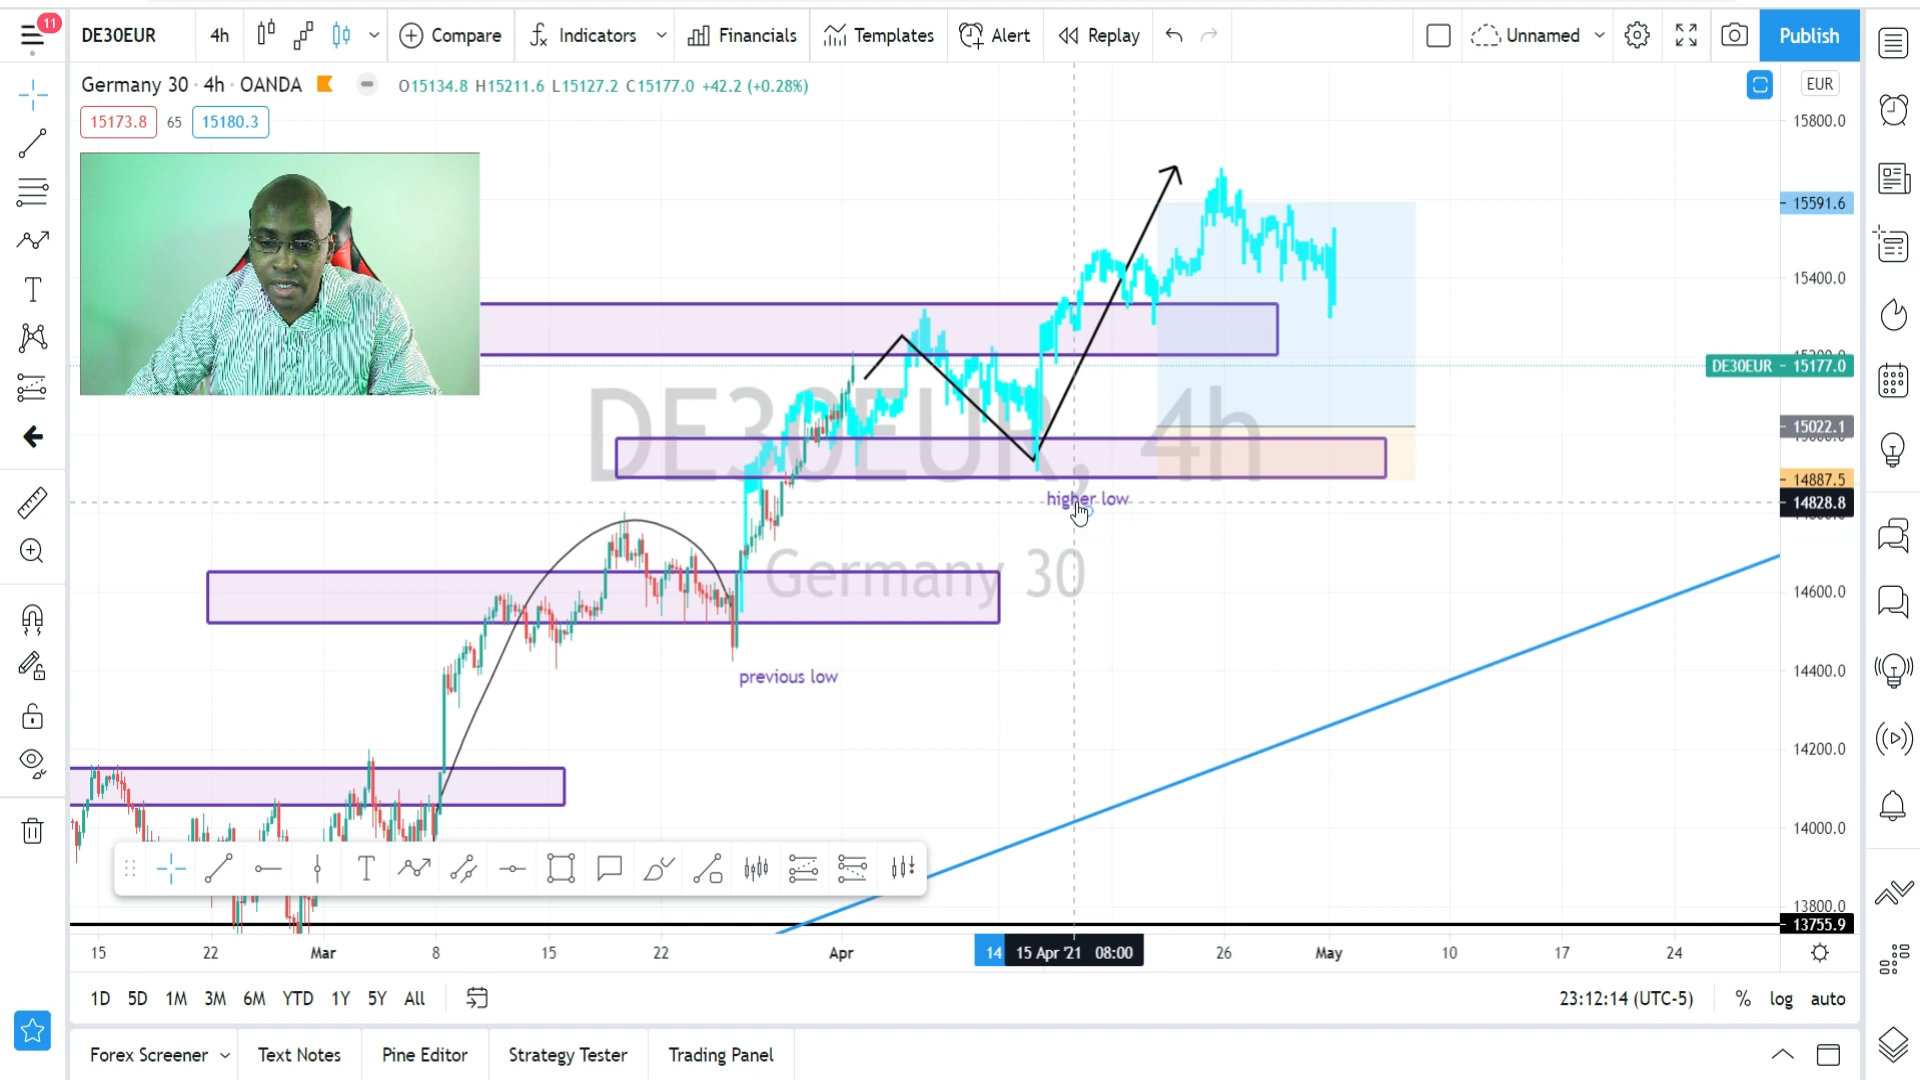 11
DE30EUR 4h Compare Indicators Financials Templates Alert Replay Unnamed Publish
Germany 30 · 4h · OANDA O15134.8 H15211.6 L15127.2 C15177.0 +42.2 (+0.28%)
EUR
15173.8 65 15180.3
15800.0
15591.6
15400.0
DE30EUR 15177.0
15022.1
14887.5
14828.8
14600.0
14400.0
14200.0
14000.0
13800.0
13755.9
DE30EUR, 4h
Germany 30
higher low
previous low
15 22 Mar 8 15 22 Apr 14 15 Apr '21 08:00 26 May 10 17 24
1D 5D 1M 3M 6M YTD 1Y 5Y All 23:12:14 (UTC-5) % log auto
Forex Screener Text Notes Pine Editor Strategy Tester Trading Panel